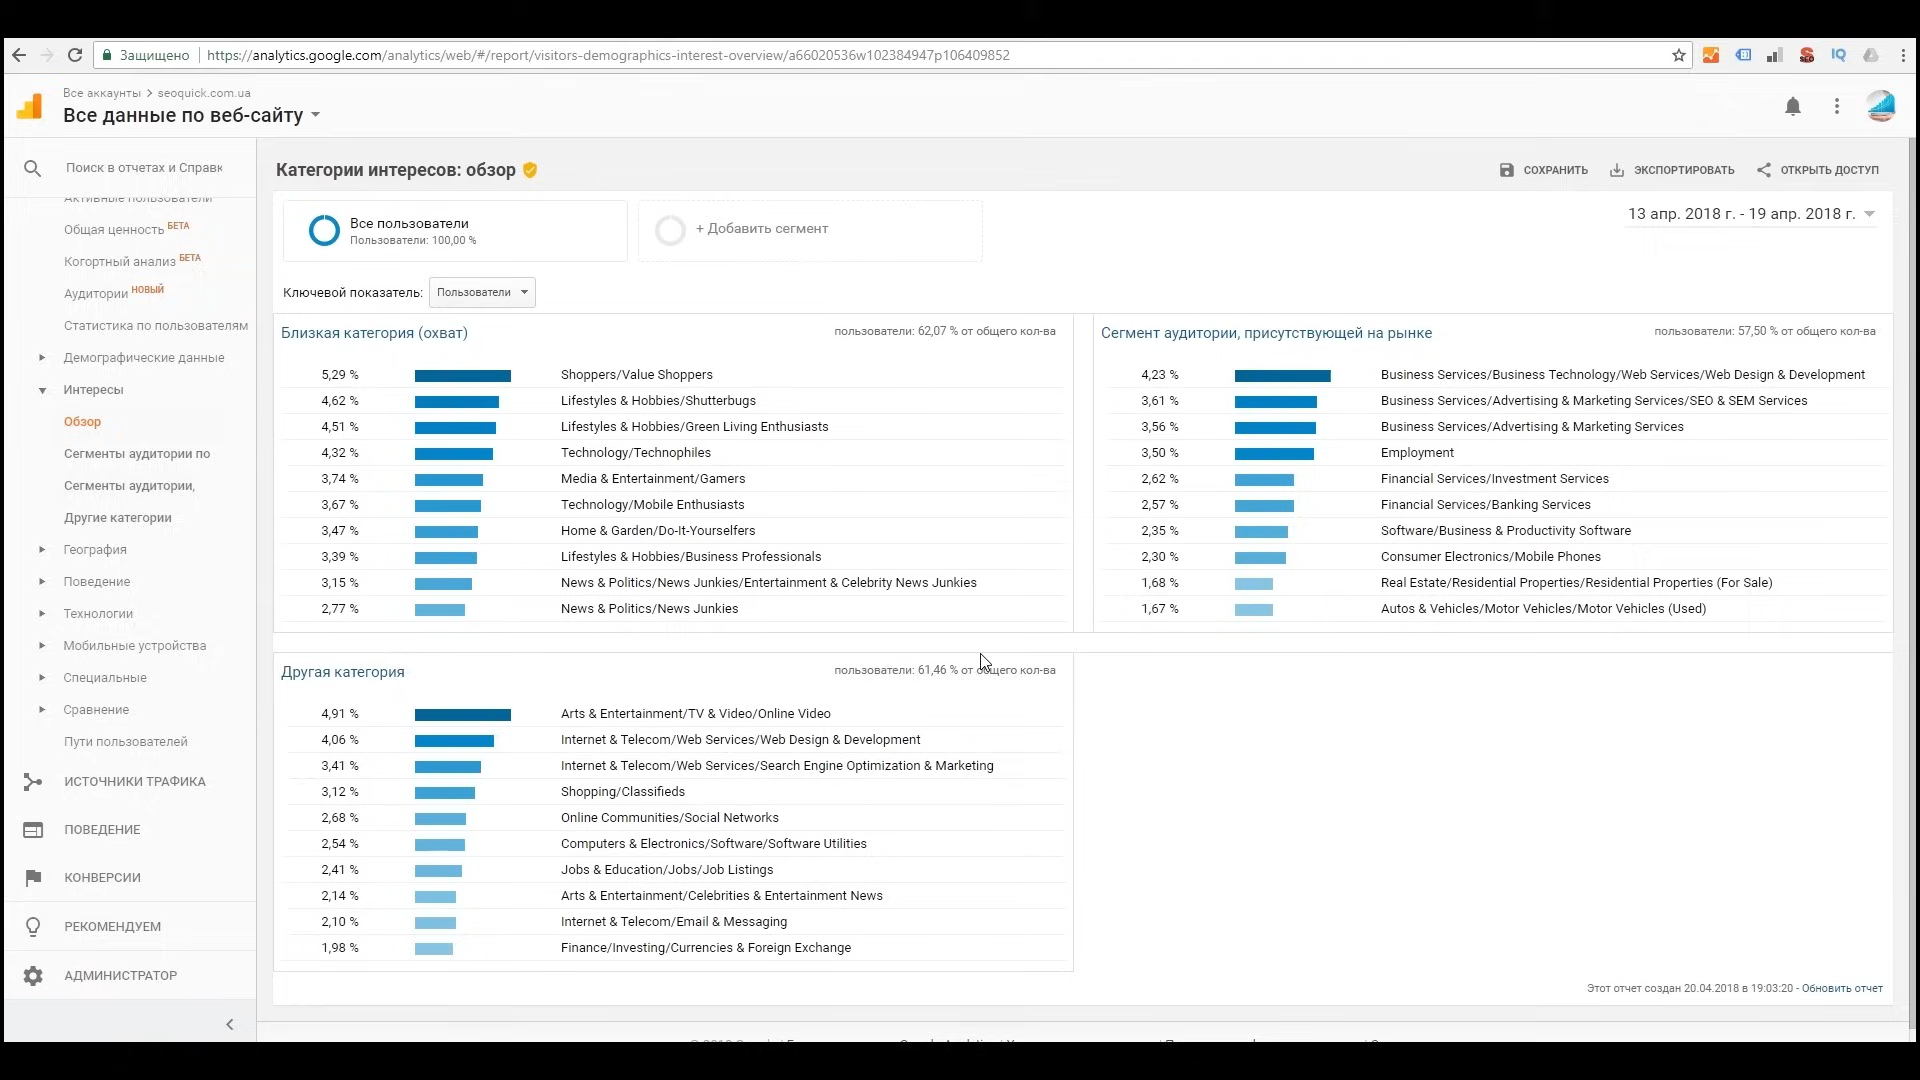 Защищено https://analytics.google.com/analytics/web/#/report/visitors-demographics-interest-overview/a66020536w102384947p106409852
Все аккаунты > seoquick.com.ua
Все данные по веб-сайту
Поиск в отчетах и Справк
Активные пользователи
Общая ценность БЕТА
Когортный анализ БЕТА
Аудитории НОВЫЙ
Статистика по пользователям
Демографические данные
Интересы
Обзор
Сегменты аудитории по
Сегменты аудитории,
Другие категории
География
Поведение
Технологии
Мобильные устройства
Специальные
Сравнение
Пути пользователей
ИСТОЧНИКИ ТРАФИКА
ПОВЕДЕНИЕ
КОНВЕРСИИ
РЕКОМЕНДУЕМ
АДМИНИСТРАТОР
Категории интересов: обзор
СОХРАНИТЬ ЭКСПОРТИРОВАТЬ ОТКРЫТЬ ДОСТУП
Все пользователи
Пользователи: 100,00 %
+ Добавить сегмент
13 апр. 2018 г. - 19 апр. 2018 г.
Ключевой показатель: Пользователи
Близкая категория (охват) пользователи: 62,07 % от общего кол-ва
5,29 % Shoppers/Value Shoppers
4,62 % Lifestyles & Hobbies/Shutterbugs
4,51 % Lifestyles & Hobbies/Green Living Enthusiasts
4,32 % Technology/Technophiles
3,74 % Media & Entertainment/Gamers
3,67 % Technology/Mobile Enthusiasts
3,47 % Home & Garden/Do-It-Yourselfers
3,39 % Lifestyles & Hobbies/Business Professionals
3,15 % News & Politics/News Junkies/Entertainment & Celebrity News Junkies
2,77 % News & Politics/News Junkies
Сегмент аудитории, присутствующей на рынке пользователи: 57,50 % от общего кол-ва
4,23 % Business Services/Business Technology/Web Services/Web Design & Development
3,61 % Business Services/Advertising & Marketing Services/SEO & SEM Services
3,56 % Business Services/Advertising & Marketing Services
3,50 % Employment
2,62 % Financial Services/Investment Services
2,57 % Financial Services/Banking Services
2,35 % Software/Business & Productivity Software
2,30 % Consumer Electronics/Mobile Phones
1,68 % Real Estate/Residential Properties/Residential Properties (For Sale)
1,67 % Autos & Vehicles/Motor Vehicles/Motor Vehicles (Used)
Другая категория пользователи: 61,46 % от общего кол-ва
4,91 % Arts & Entertainment/TV & Video/Online Video
4,06 % Internet & Telecom/Web Services/Web Design & Development
3,41 % Internet & Telecom/Web Services/Search Engine Optimization & Marketing
3,12 % Shopping/Classifieds
2,68 % Online Communities/Social Networks
2,54 % Computers & Electronics/Software/Software Utilities
2,41 % Jobs & Education/Jobs/Job Listings
2,14 % Arts & Entertainment/Celebrities & Entertainment News
2,10 % Internet & Telecom/Email & Messaging
1,98 % Finance/Investing/Currencies & Foreign Exchange
Этот отчет создан 20.04.2018 в 19:03:20 - Обновить отчет